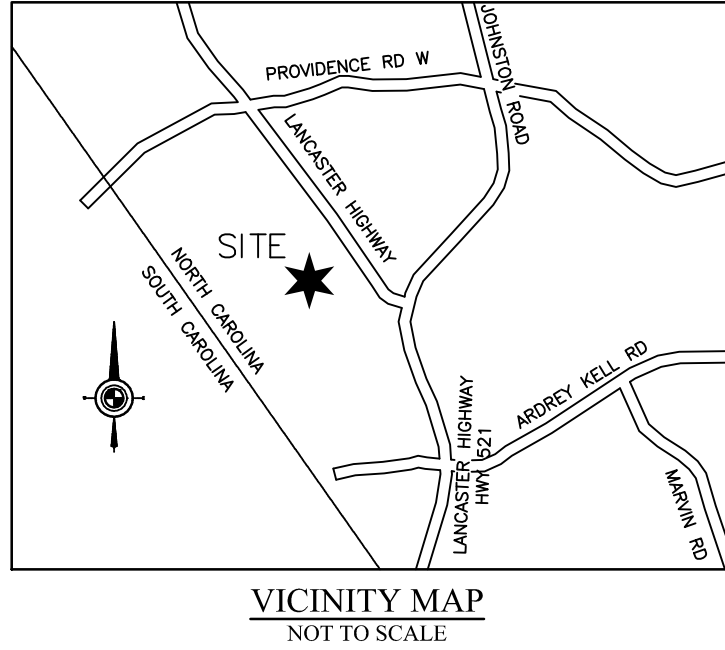 PROVIDENCE RD W
JOHNSTON ROAD
LANCASTER HIGHWAY
SITE
NORTH CAROLINA
SOUTH CAROLINA
ARDREY KELL RD
LANCASTER HIGHWAY
HWY 521
MARVIN RD
VICINITY MAP
NOT TO SCALE